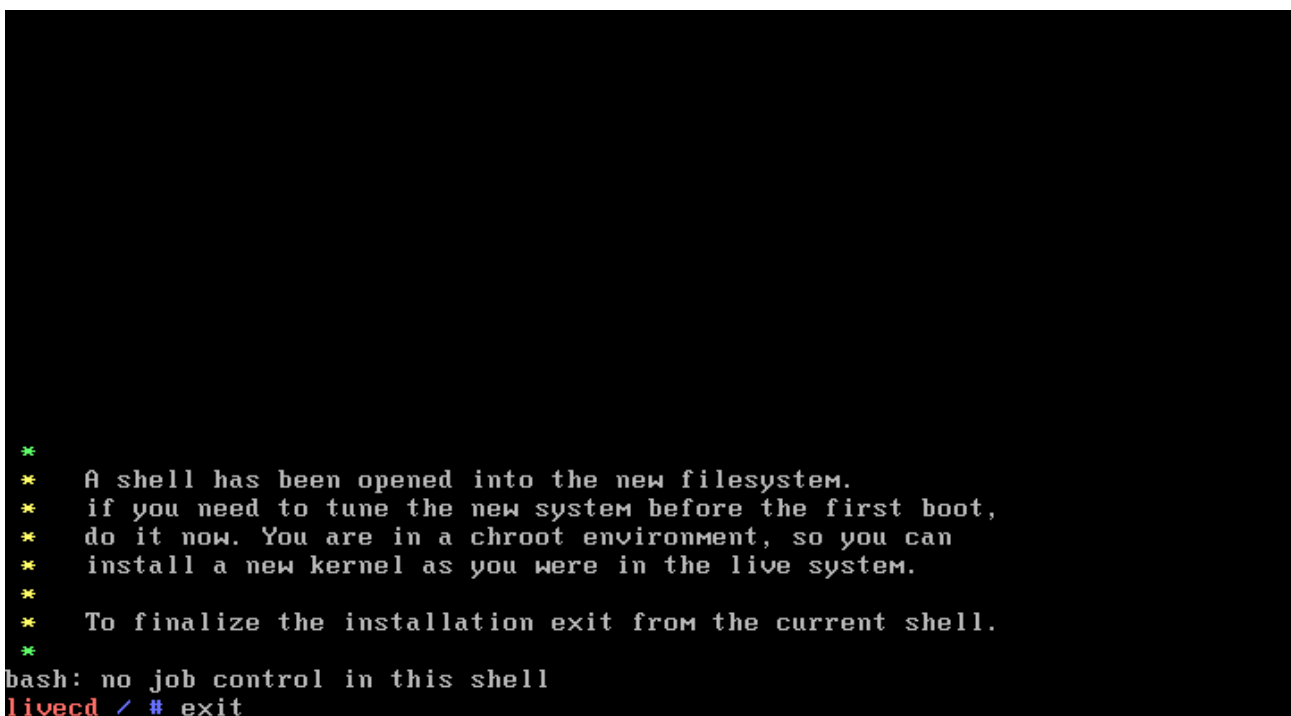 *
* A shell has been opened into the new filesystem.
* if you need to tune the new system before the first boot,
* do it now. You are in a chroot environment, so you can
* install a new kernel as you were in the live system.
*
* To finalize the installation exit from the current shell.
*
bash: no job control in this shell
livecd / # exit